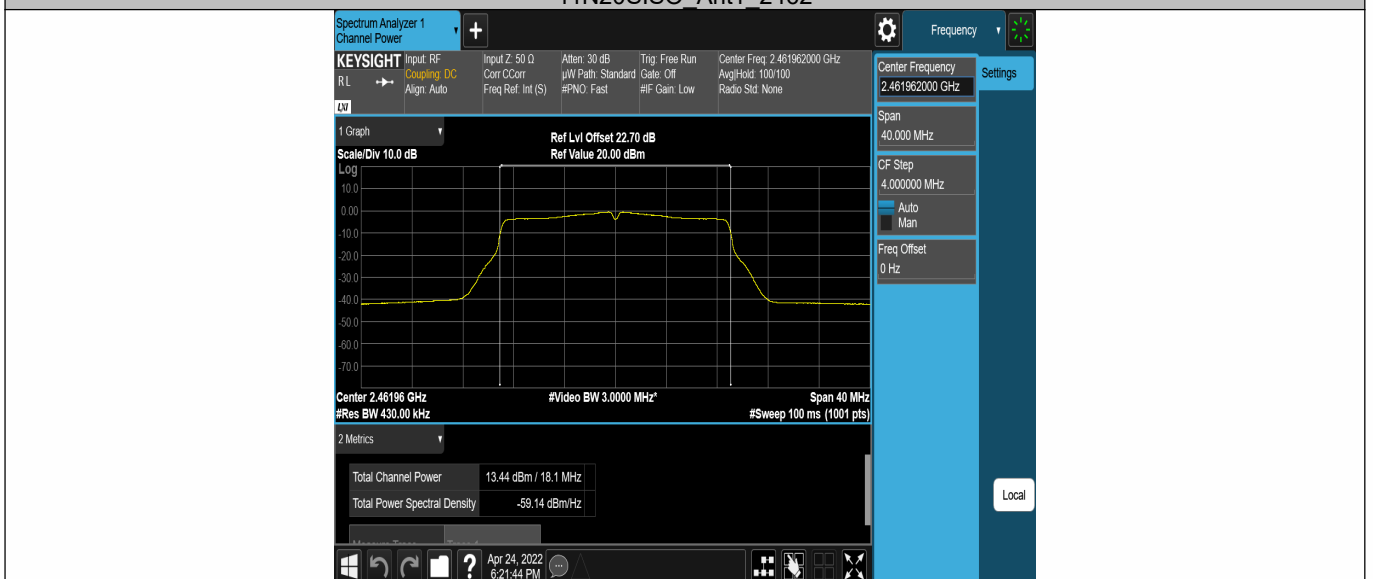 Spectrum Analyzer 1
Channel Power
Frequency
KEYSIGHT
RL
LXI
Input: RF
Coupling: DC
Align: Auto
Input Z: 50 Ω
Corr CCorr
Freq Ref: Int (S)
Atten: 30 dB
µW Path: Standard
#PNO: Fast
Trig: Free Run
Gate: Off
#IF Gain: Low
Center Freq: 2.461962000 GHz
Avg|Hold: 100/100
Radio Std: None
Center Frequency
2.461962000 GHz
Settings
Span
40.000 MHz
CF Step
4.000000 MHz
Auto
Man
Freq Offset
0 Hz
1 Graph
Scale/Div 10.0 dB
Ref Lvl Offset 22.70 dB
Ref Value 20.00 dBm
Log
10.0
0.00
-10.0
-20.0
-30.0
-40.0
-50.0
-60.0
-70.0
Center 2.46196 GHz
#Video BW 3.0000 MHz*
Span 40 MHz
#Res BW 430.00 kHz
#Sweep 100 ms (1001 pts)
2 Metrics
Total Channel Power 13.44 dBm / 18.1 MHz
Total Power Spectral Density -59.14 dBm/Hz
Local
?
Apr 24, 2022
6:21:44 PM